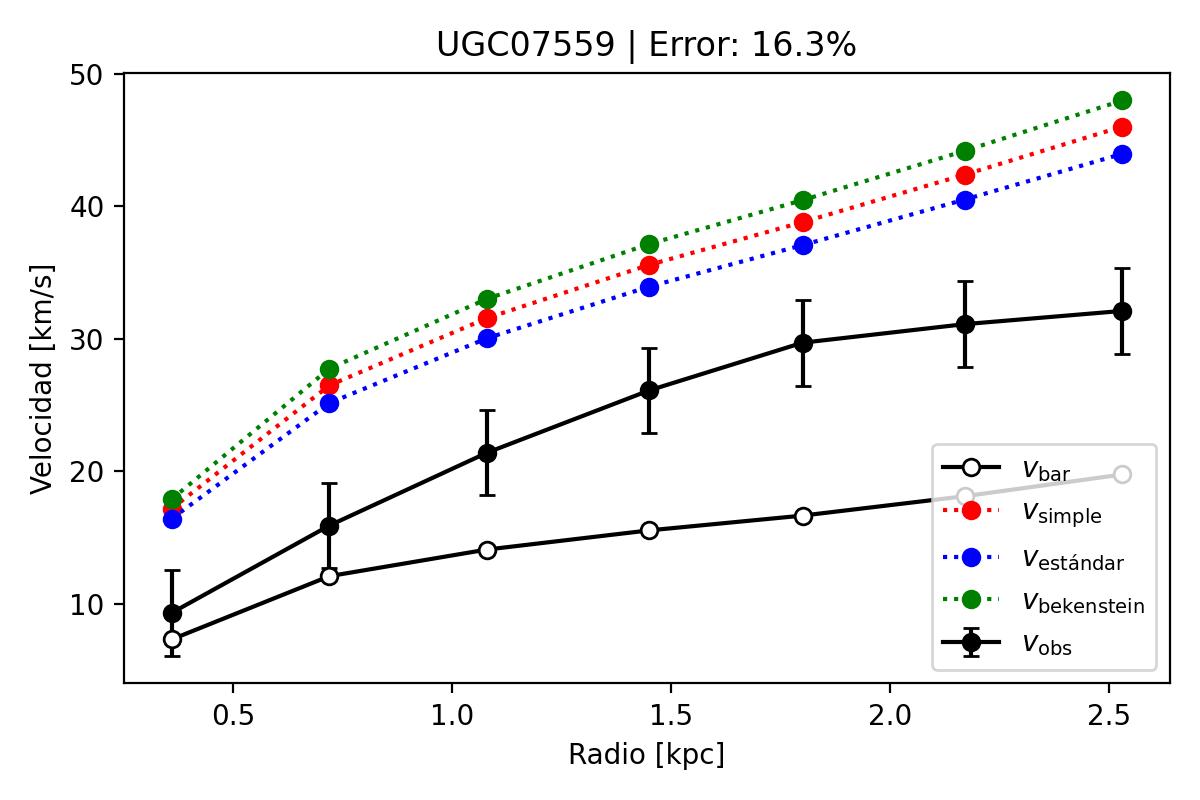 UGC07559 | Error: 16.3%
Velocidad [km/s]
50
40
30
20
10
v_bar
v_simple
v_estándar
v_bekenstein
v_obs
0.5 1.0 1.5 2.0 2.5
Radio [kpc]